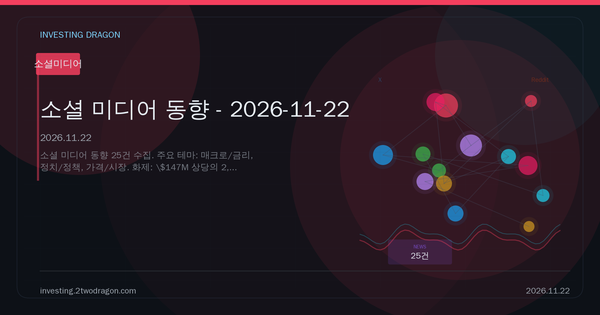 INVESTING DRAGON
소셜미디어
소셜 미디어 동향 - 2026-11-22
2026.11.22
소셜 미디어 동향 25건 수집. 주요 테마: 매크로/금리,
정치/정책, 가격/시장. 화제: \$147M 상당의 2,...
25건
investing.2twodragon.com
2026.11.22